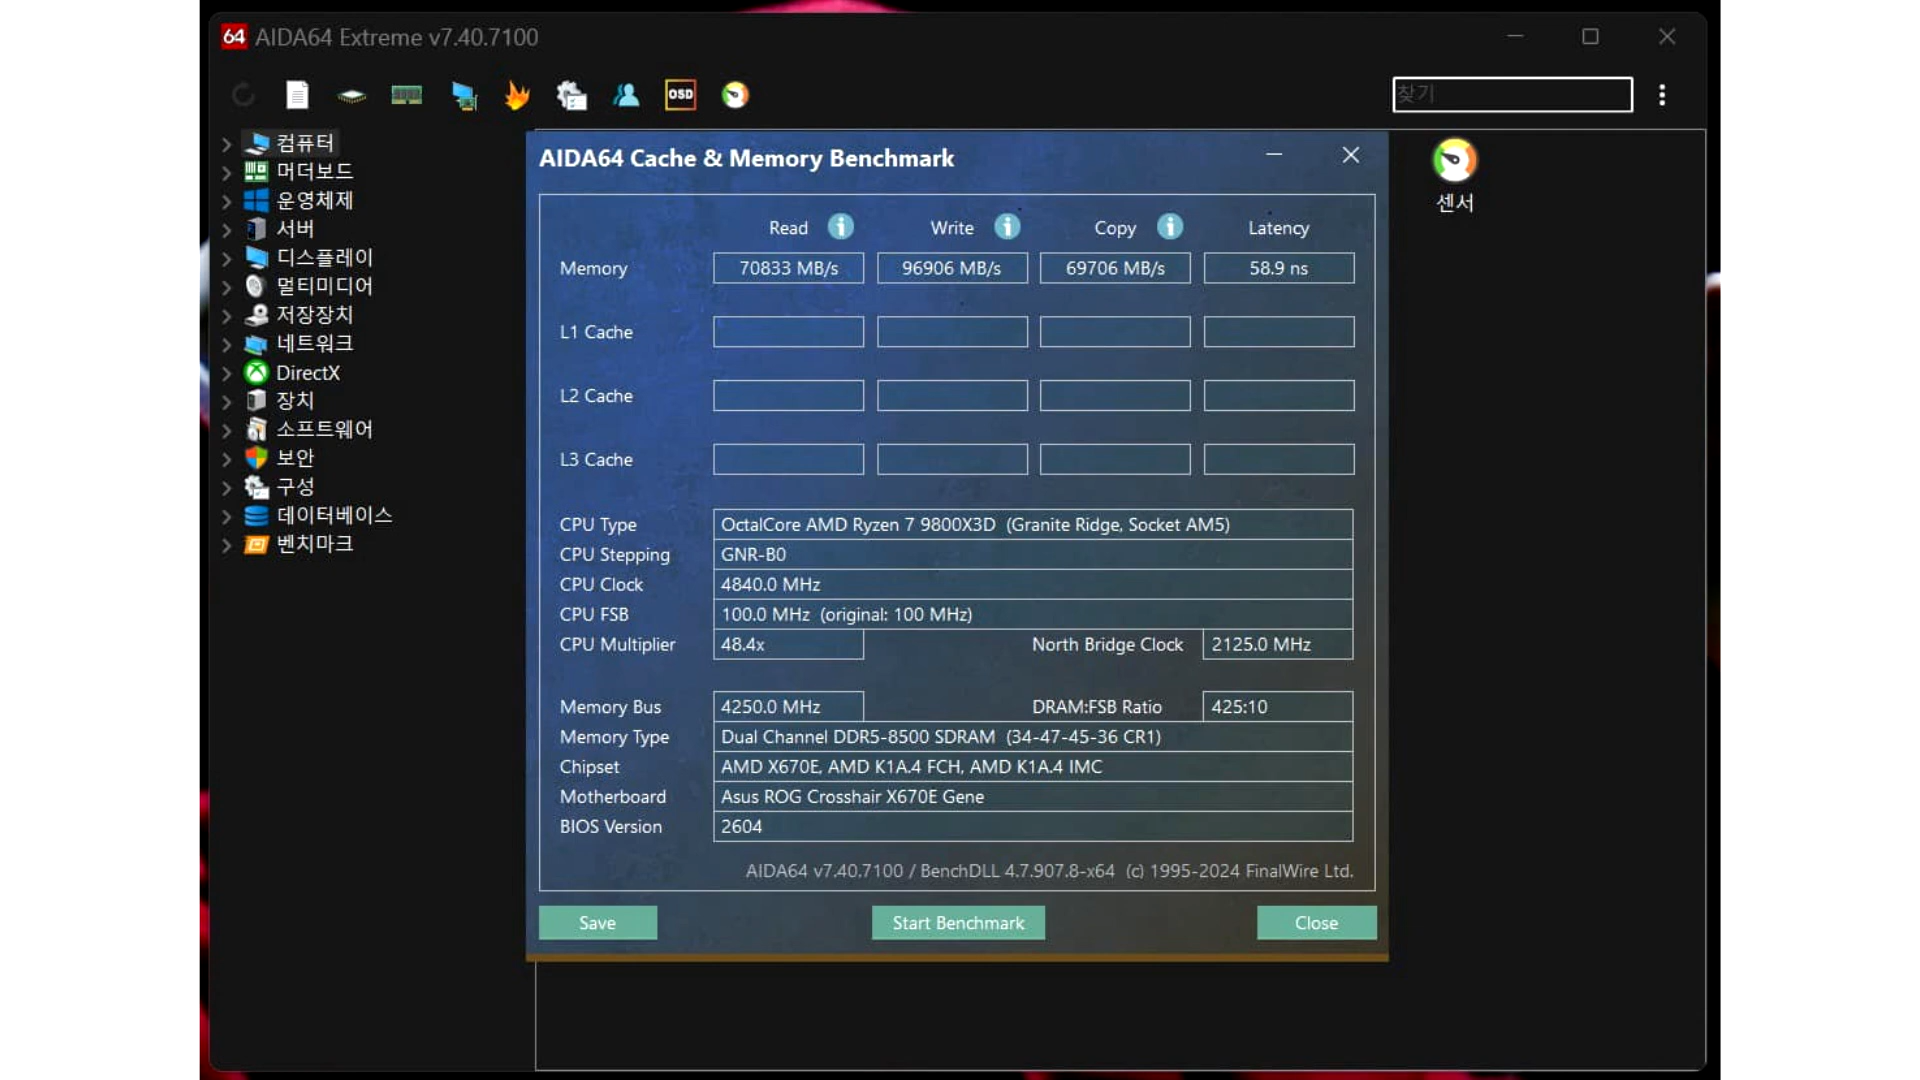 64 AIDA64 Extreme v7.40.7100
OSD
찾기
컴퓨터
머더보드
운영체제
서버
디스플레이
멀티미디어
저장장치
네트워크
DirectX
장치
소프트웨어
보안
구성
데이터베이스
벤치마크
센서
AIDA64 Cache & Memory Benchmark
Read Write Copy Latency
Memory 70833 MB/s 96906 MB/s 69706 MB/s 58.9 ns
L1 Cache
L2 Cache
L3 Cache
CPU Type OctalCore AMD Ryzen 7 9800X3D (Granite Ridge, Socket AM5)
CPU Stepping GNR-B0
CPU Clock 4840.0 MHz
CPU FSB 100.0 MHz (original: 100 MHz)
CPU Multiplier 48.4x North Bridge Clock 2125.0 MHz
Memory Bus 4250.0 MHz DRAM:FSB Ratio 425:10
Memory Type Dual Channel DDR5-8500 SDRAM (34-47-45-36 CR1)
Chipset AMD X670E, AMD K1A.4 FCH, AMD K1A.4 IMC
Motherboard Asus ROG Crosshair X670E Gene
BIOS Version 2604
AIDA64 v7.40.7100 / BenchDLL 4.7.907.8-x64 (c) 1995-2024 FinalWire Ltd.
Save Start Benchmark Close